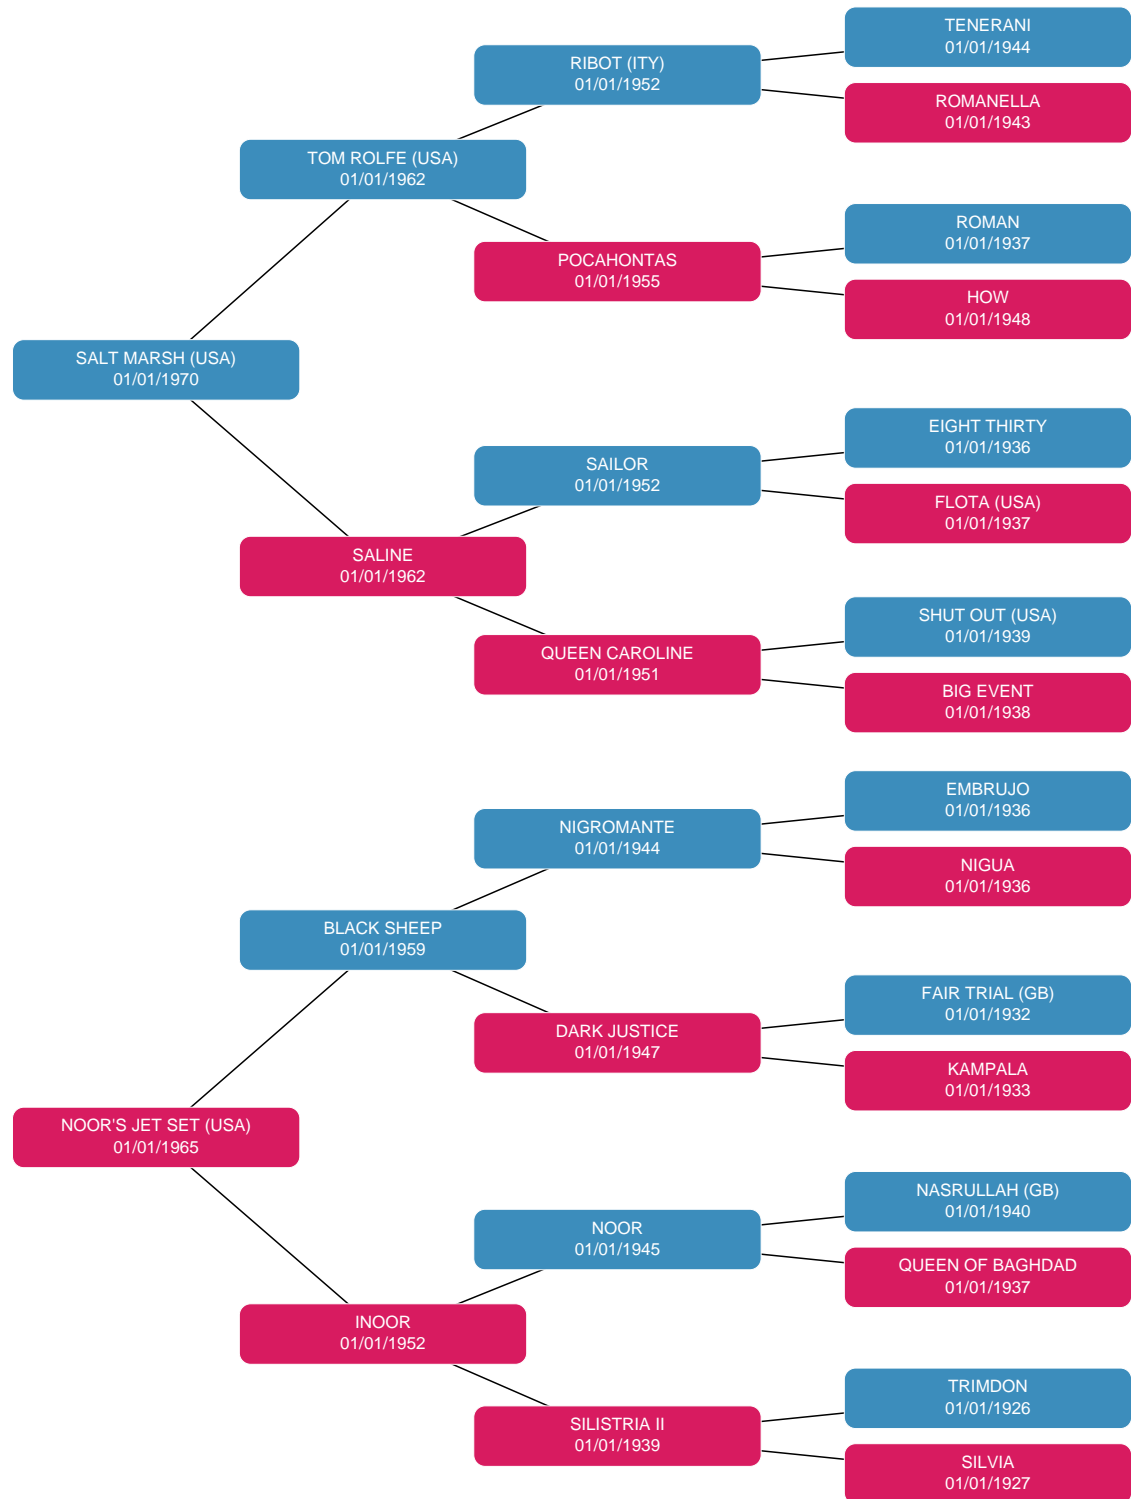 TENERANI
01/01/1944
RIBOT (ITY)
01/01/1952
ROMANELLA
01/01/1943
TOM ROLFE (USA)
01/01/1962
ROMAN
01/01/1937
POCAHONTAS
01/01/1955
HOW
01/01/1948
SALT MARSH (USA)
01/01/1970
EIGHT THIRTY
01/01/1936
SAILOR
01/01/1952
FLOTA (USA)
01/01/1937
SALINE
01/01/1962
SHUT OUT (USA)
01/01/1939
QUEEN CAROLINE
01/01/1951
BIG EVENT
01/01/1938
EMBRUJO
01/01/1936
NIGROMANTE
01/01/1944
NIGUA
01/01/1936
BLACK SHEEP
01/01/1959
FAIR TRIAL (GB)
01/01/1932
DARK JUSTICE
01/01/1947
KAMPALA
01/01/1933
NOOR'S JET SET (USA)
01/01/1965
NASRULLAH (GB)
01/01/1940
NOOR
01/01/1945
QUEEN OF BAGHDAD
01/01/1937
INOOR
01/01/1952
TRIMDON
01/01/1926
SILISTRIA II
01/01/1939
SILVIA
01/01/1927